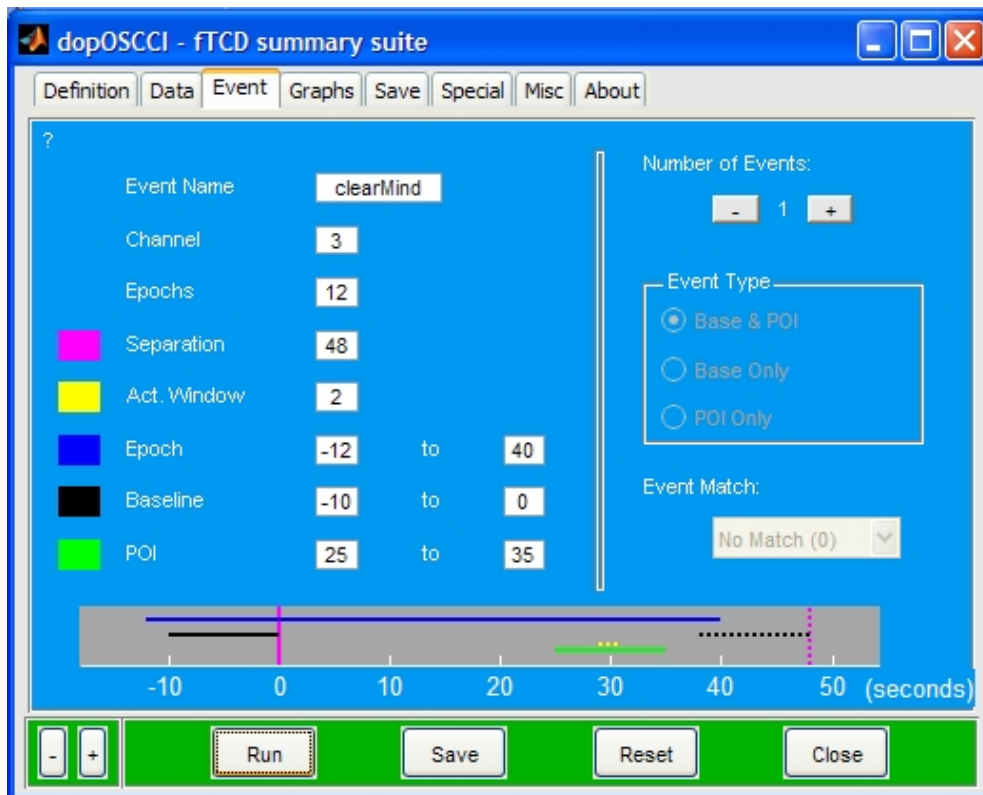 dopOSCCI - fTCD summary suite
Definition Data Event Graphs Save Special Misc About
?
Event Name clearMind
Channel 3
Epochs 12
Separation 48
Act. Window 2
Epoch -12 to 40
Baseline -10 to 0
POI 25 to 35
Number of Events:
- 1 +
Event Type
Base & POI
Base Only
POI Only
Event Match:
No Match (0)
-10 0 10 20 30 40 50 (seconds)
- + Run Save Reset Close